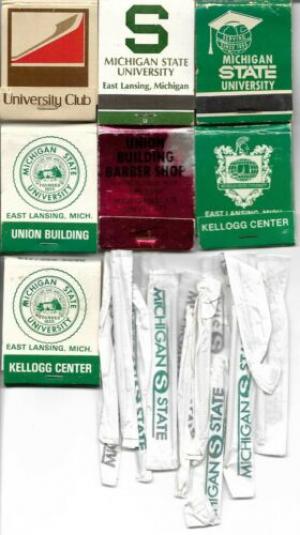 University Club
S
MICHIGAN STATE
UNIVERSITY
East Lansing, Michigan
MICHIGAN
STATE
UNIVERSITY
MICHIGAN STATE
UNIVERSITY
EAST LANSING, MICH.
UNION BUILDING
UNION
BUILDING
BARBER SHOP
EAST LANSING, MICH.
KELLOGG CENTER
MICHIGAN STATE
UNIVERSITY
EAST LANSING, MICH.
KELLOGG CENTER
MICHIGAN S STATE
STATE
MICHIGAN
IGAN S STATE
MICHIGAN S STATE